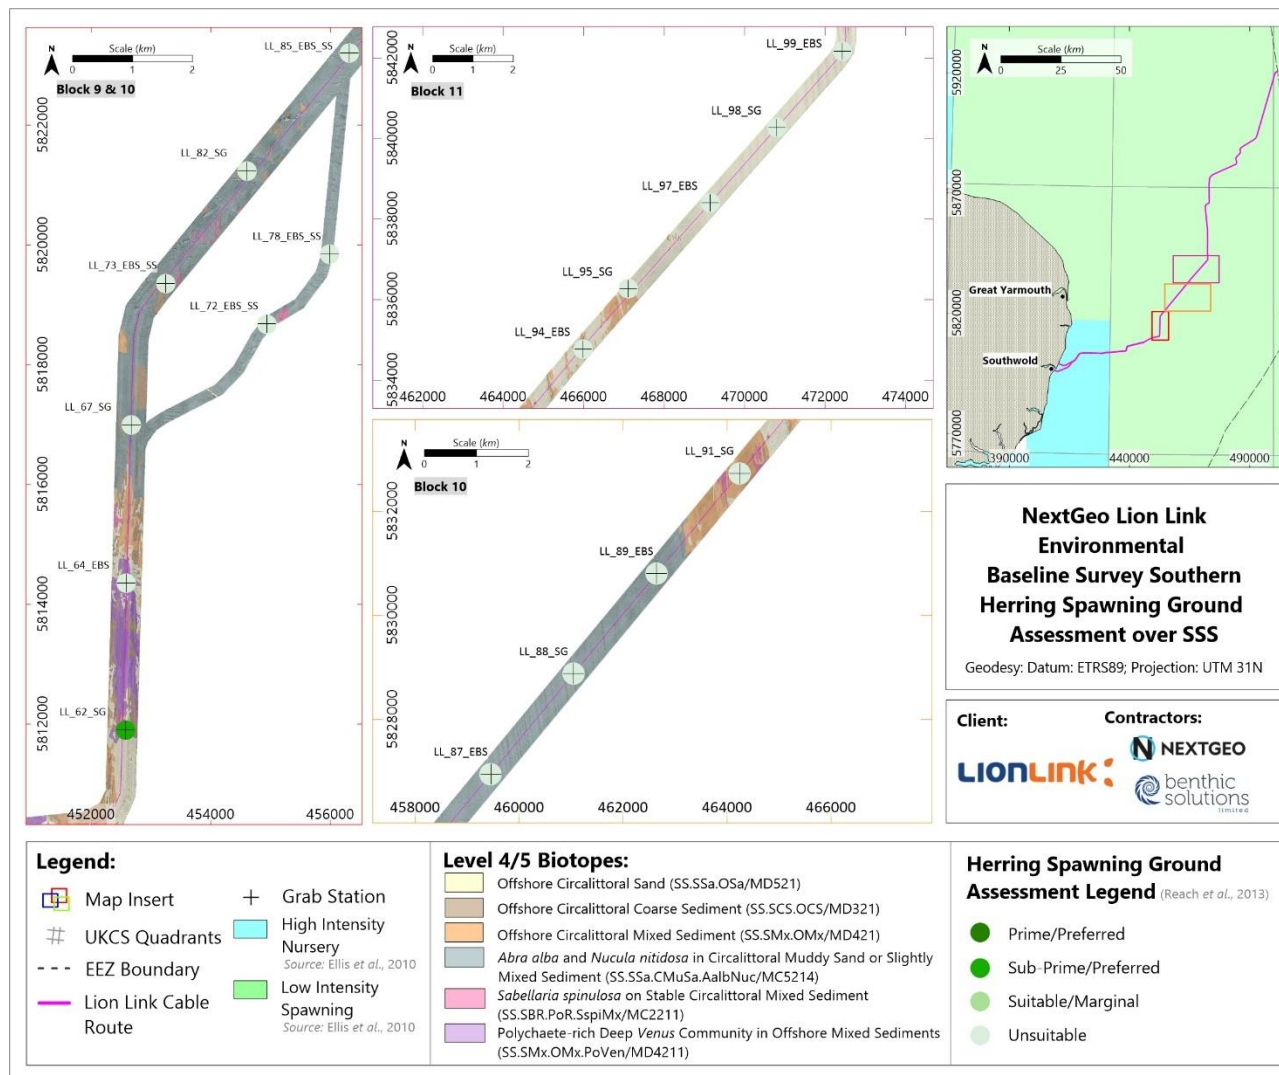 N
Scale (km)
0 1 2
Block 9 & 10
LL_85_EBS_SS
LL_82_SG
LL_78_EBS_SS
LL_73_EBS_SS
LL_72_EBS_SS
LL_67_SG
LL_64_EBS
LL_62_SG
5822000
5820000
5818000
5816000
5814000
5812000
452000 454000 456000
N
Scale (km)
0 1 2
Block 11
LL_99_EBS
LL_98_SG
LL_97_EBS
LL_95_SG
LL_94_EBS
5842000
5840000
5838000
5836000
5834000
462000 464000 466000 468000 470000 472000 474000
N
Scale (km)
0 1 2
Block 10
LL_91_SG
LL_89_EBS
LL_88_SG
LL_87_EBS
5832000
5830000
5828000
458000 460000 462000 464000 466000
N
Scale (km)
0 25 50
5920000
5870000
5820000
5770000
Great Yarmouth
Southwold
390000 440000 490000
NextGeo Lion Link
Environmental
Baseline Survey Southern
Herring Spawning Ground
Assessment over SSS
Geodesy: Datum: ETRS89; Projection: UTM 31N
Client:
LIONLINK
Contractors:
NEXTGEO
benthic
solutions
limited
Legend:
Map Insert
UKCS Quadrants
EEZ Boundary
Lion Link Cable
Route
Grab Station
High Intensity
Nursery
Source: Ellis et al., 2010
Low Intensity
Spawning
Source: Ellis et al., 2010
Level 4/5 Biotopes:
Offshore Circalittoral Sand (SS.SSa.OSa/MD521)
Offshore Circalittoral Coarse Sediment (SS.SCS.OCS/MD321)
Offshore Circalittoral Mixed Sediment (SS.SMx.OMx/MD421)
Abra alba and Nucula nitidosa in Circalittoral Muddy Sand or Slightly
Mixed Sediment (SS.SSa.CMuSa.AalbNuc/MC5214)
Sabellaria spinulosa on Stable Circalittoral Mixed Sediment
(SS.SBR.PoR.SspiMx/MC2211)
Polychaete-rich Deep Venus Community in Offshore Mixed Sediments
(SS.SMx.OMx.PoVen/MD4211)
Herring Spawning Ground
Assessment Legend (Reach et al., 2013)
Prime/Preferred
Sub-Prime/Preferred
Suitable/Marginal
Unsuitable